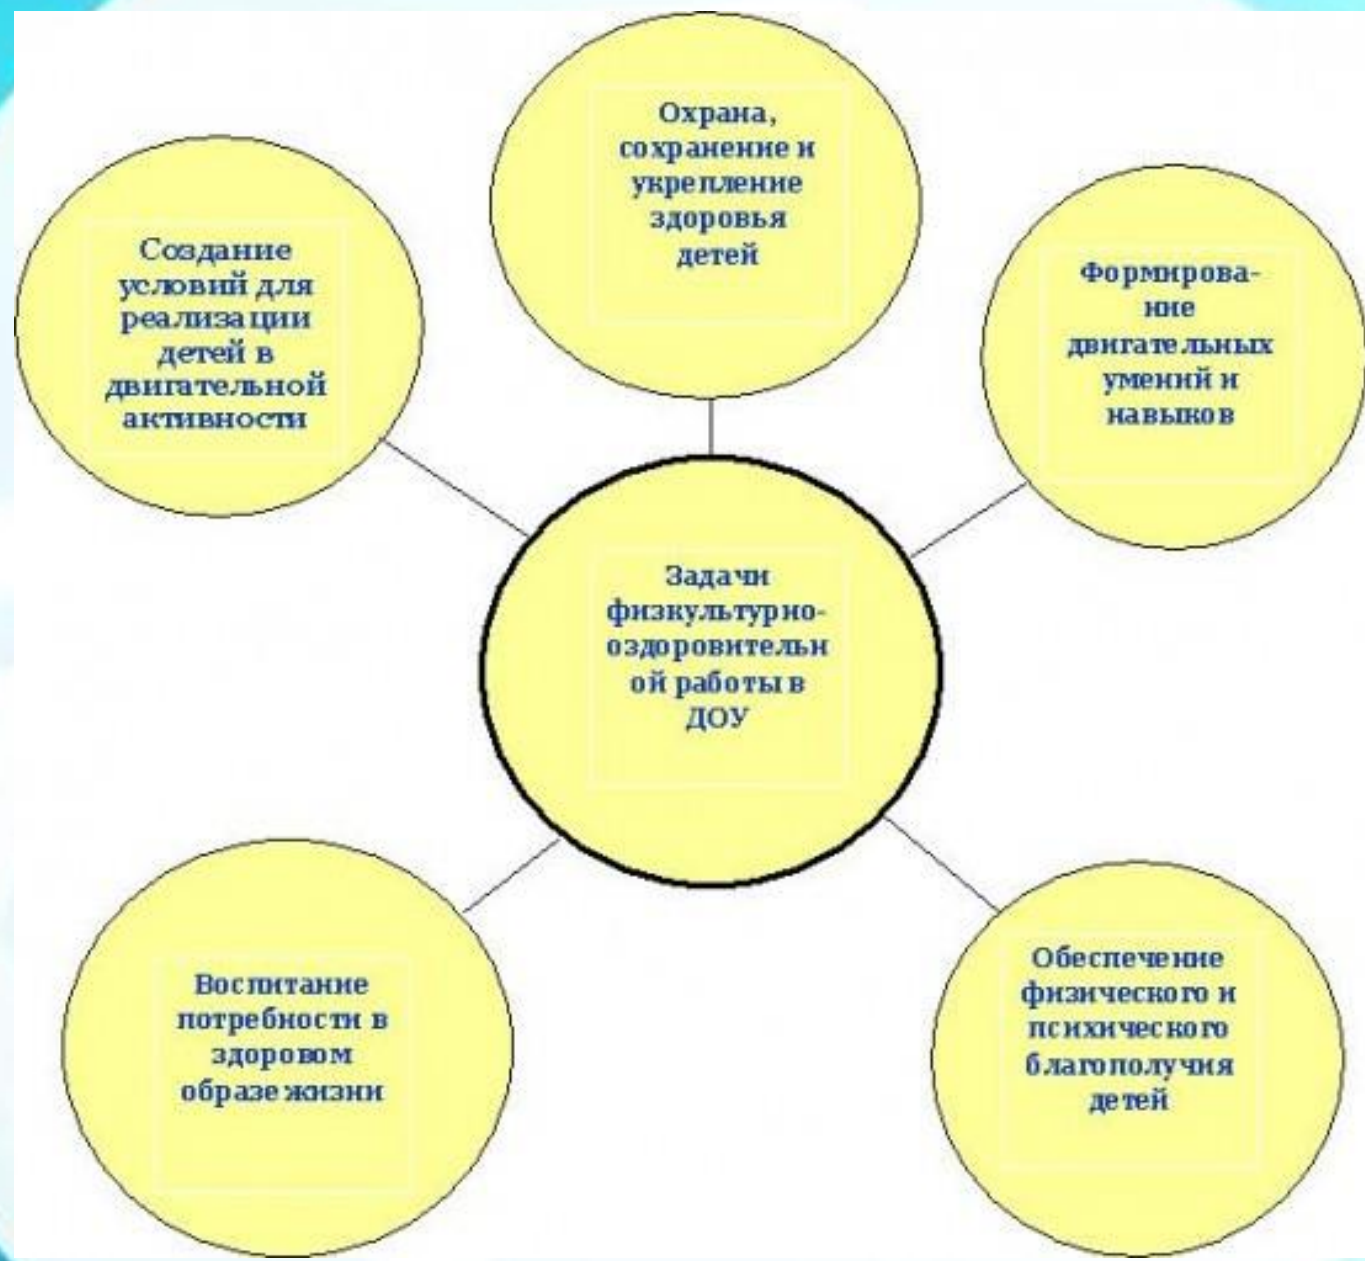 Охрана,
сохранение и
укрепление
здоровья
детей
Создание
условий для
реализации
детей в
двигательной
активности
Формирова-
ние
двигательных
умений и
навыков
Задачи
физкультурно-
оздоровительн
ой работы в
ДОУ
Воспитание
потребности в
здоровом
образе жизни
Обеспечение
физического и
психического
благополучия
детей